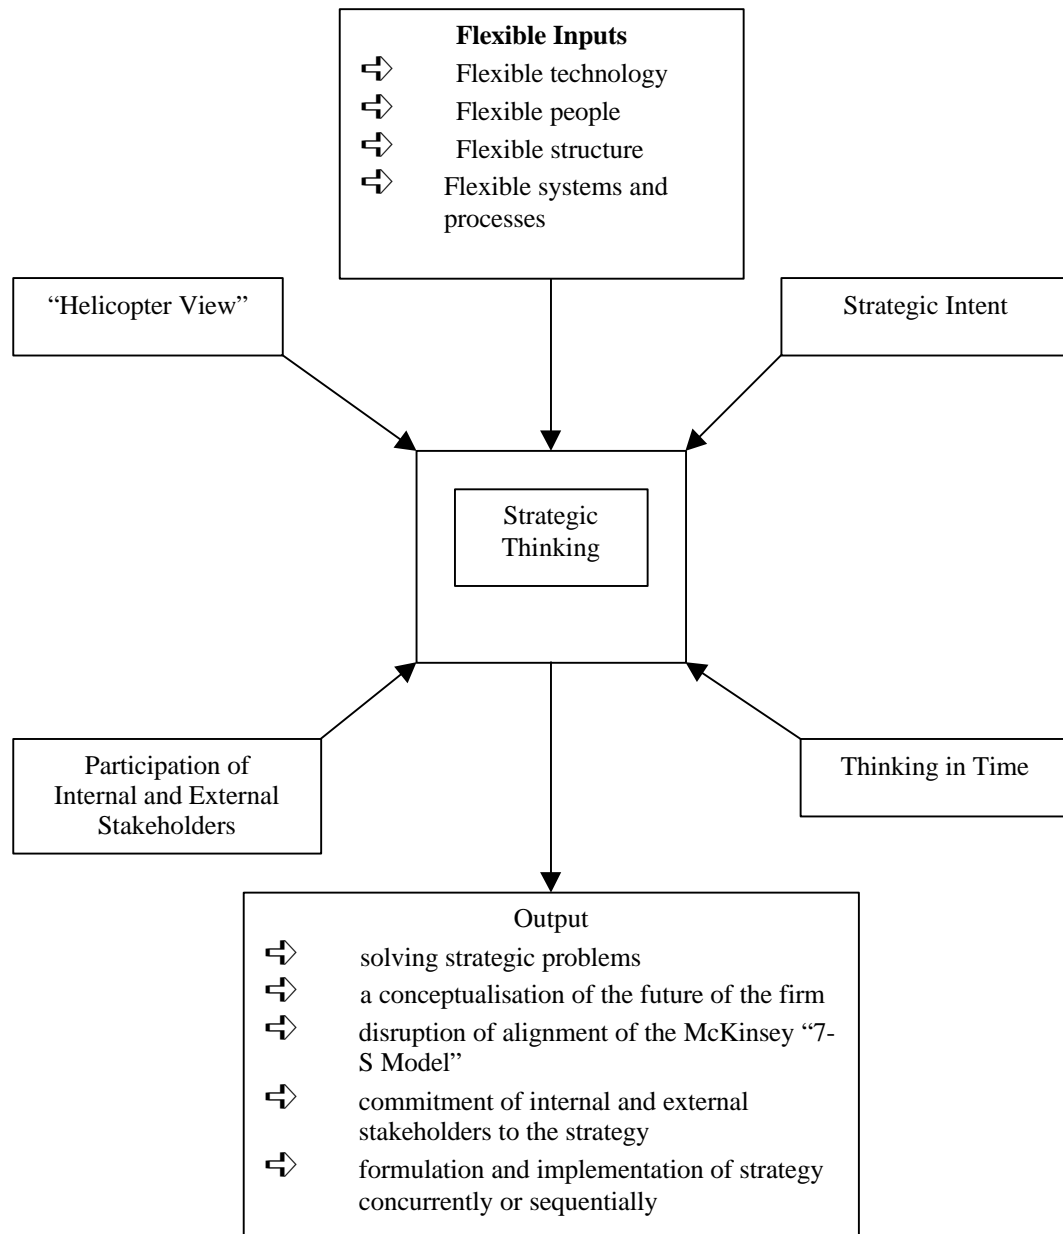 Flexible Inputs
Flexible technology
Flexible people
Flexible structure
Flexible systems and
processes
“Helicopter View”
Strategic Intent
Strategic
Thinking
Participation of
Internal and External
Stakeholders
Thinking in Time
Output
solving strategic problems
a conceptualisation of the future of the firm
disruption of alignment of the McKinsey “7-
S Model”
commitment of internal and external
stakeholders to the strategy
formulation and implementation of strategy
concurrently or sequentially